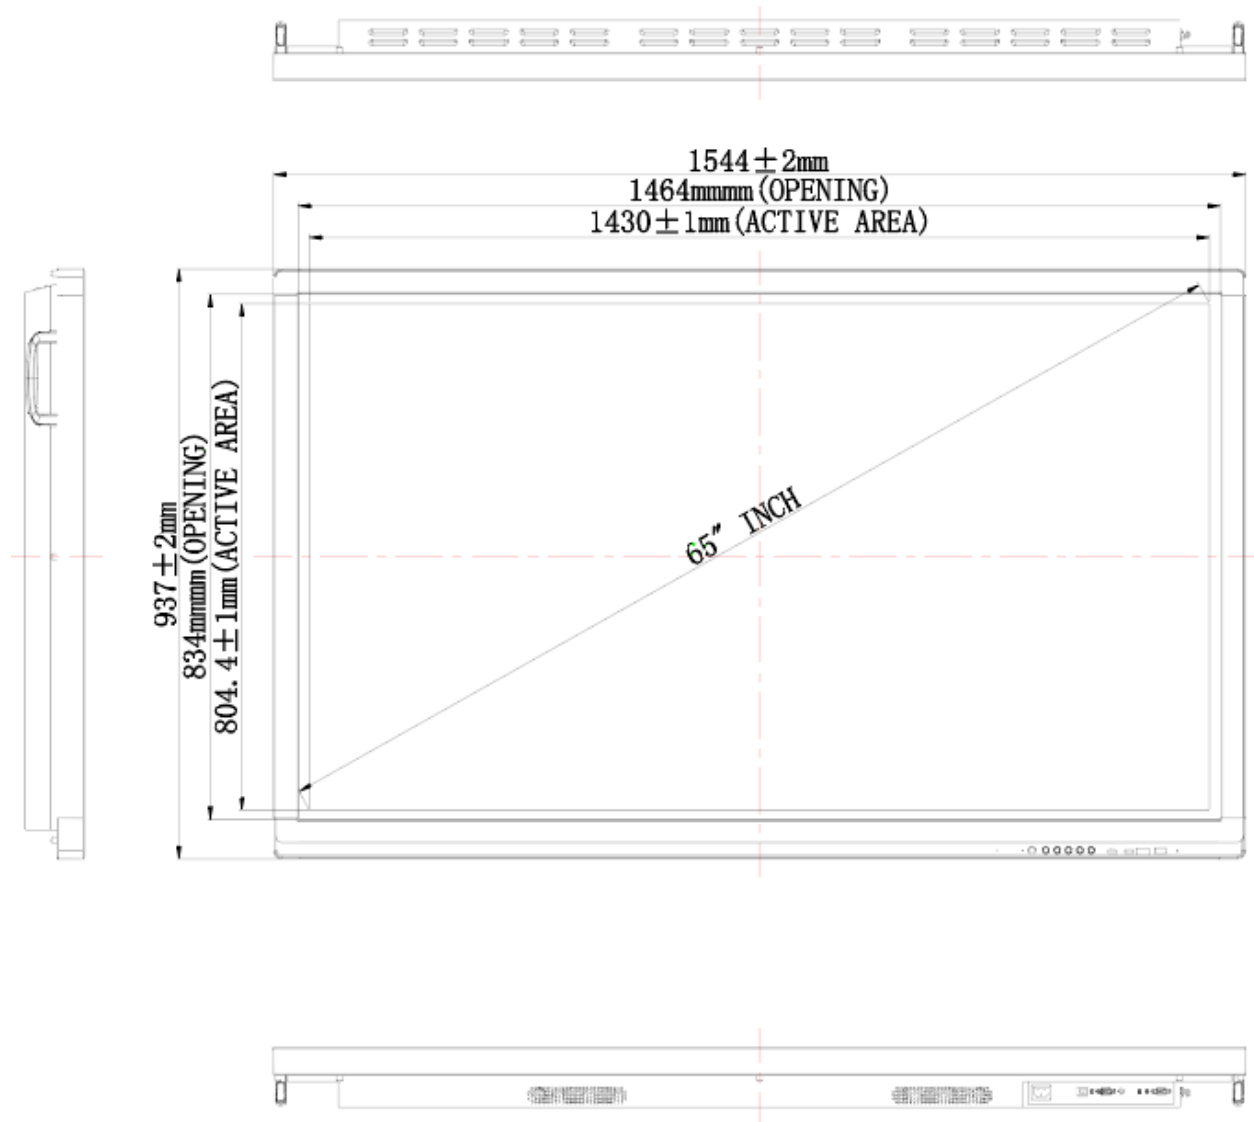 1544±2mm
1464mmmm(OPENING)
1430±1mm(ACTIVE AREA)
937±2mm
834mmmm(OPENING)
804.4±1mm(ACTIVE AREA)
65" INCH